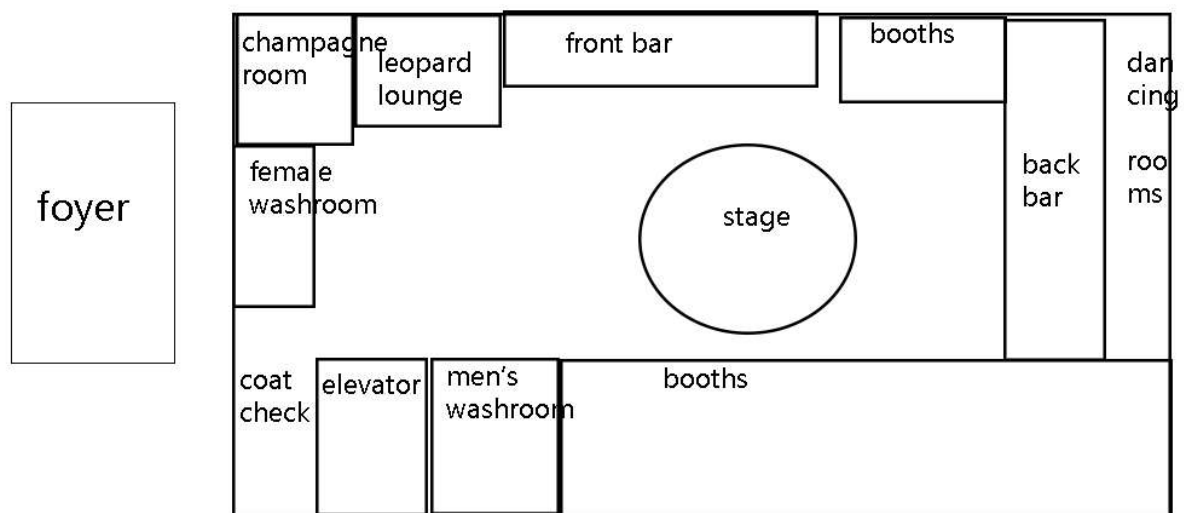 champagne
room
leopard
lounge
front bar
booths
dan
cing
roo
ms
foyer
female
washroom
stage
back
bar
coat
check
elevator
men's
washroom
booths